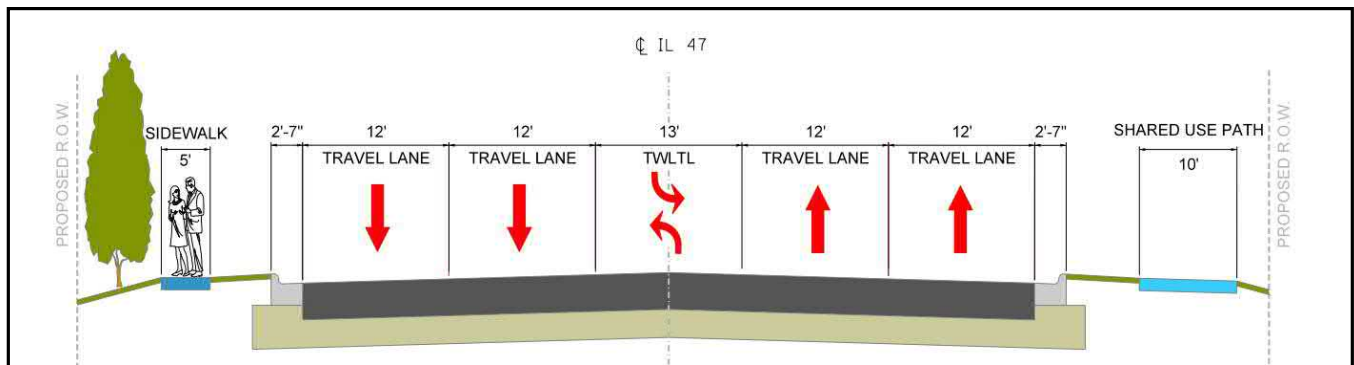 ℄ IL 47
PROPOSED R.O.W.
SIDEWALK
5'
2'-7"
12'
TRAVEL LANE
12'
TRAVEL LANE
13'
TWLTL
12'
TRAVEL LANE
12'
TRAVEL LANE
2'-7"
SHARED USE PATH
10'
PROPOSED R.O.W.